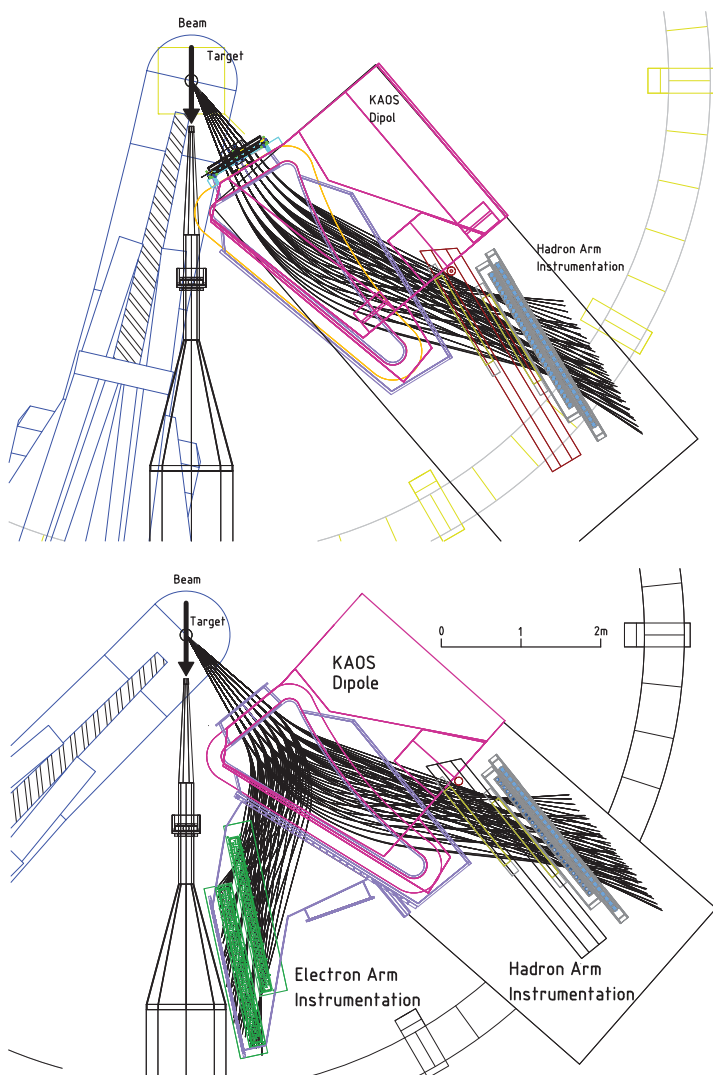 Beam
Target
KAOS
Dipol
Hadron Arm
Instrumentation
Beam
Target
0 1 2m
KAOS
Dipole
Electron Arm
Instrumentation
Hadron Arm
Instrumentation